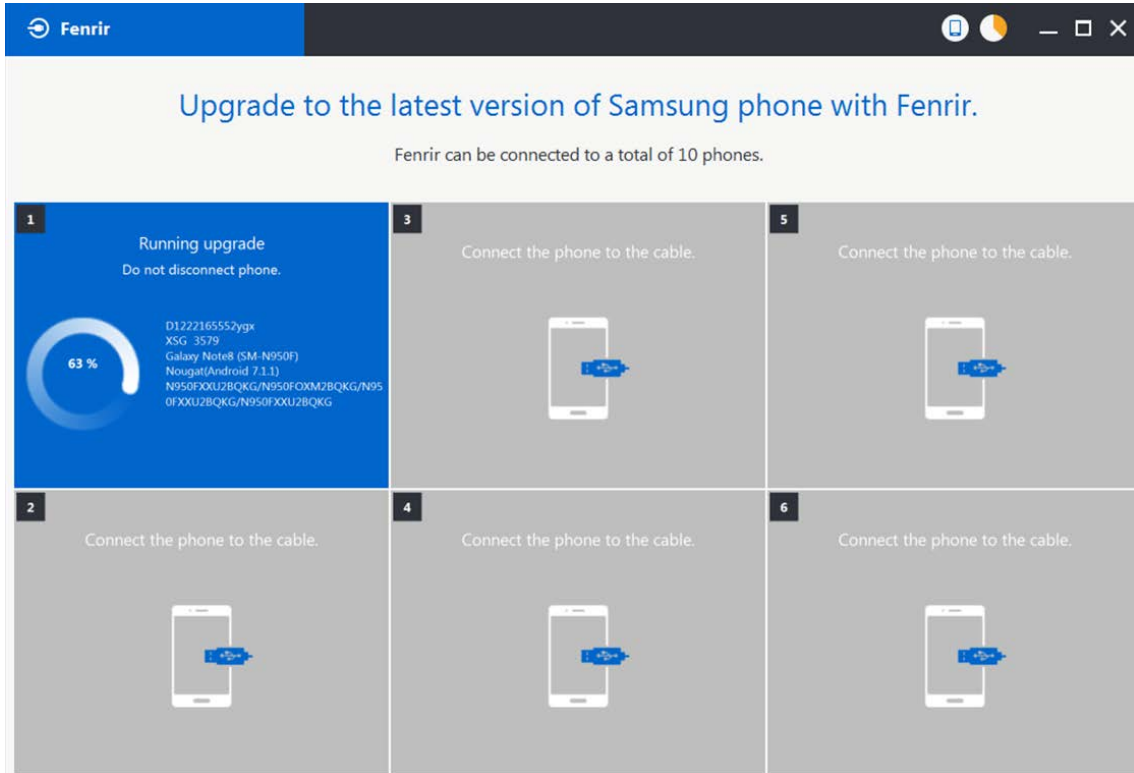 Fenrir
Upgrade to the latest version of Samsung phone with Fenrir.
Fenrir can be connected to a total of 10 phones.
1
Running upgrade
Do not disconnect phone.
63 %
D1222165552ygx
XSG 3579
Galaxy Note8 (SM-N950F)
Nougat(Android 7.1.1)
N950FXXU2BQKG/N950FOXM2BQKG/N95
0FXXU2BQKG/N950FXXU2BQKG
3
Connect the phone to the cable.
5
Connect the phone to the cable.
2
Connect the phone to the cable.
4
Connect the phone to the cable.
6
Connect the phone to the cable.